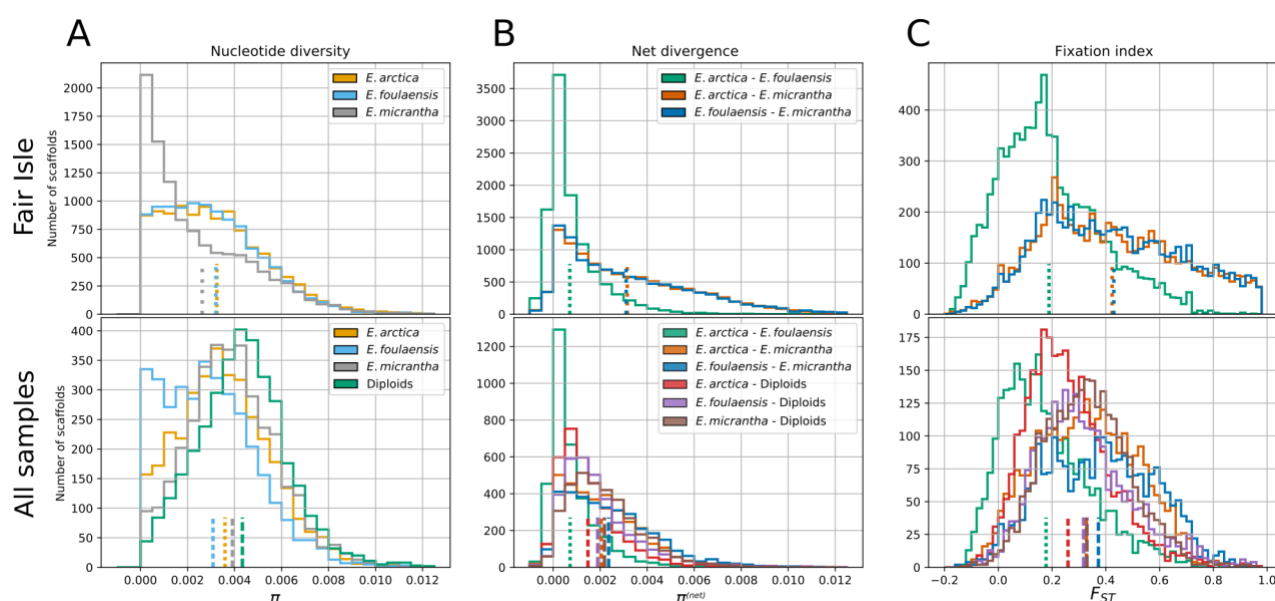 A
B
C
Nucleotide diversity
Net divergence
Fixation index
Fair Isle
Number of scaffolds
2000
1750
1500
1250
1000
750
500
250
0
E. arctica
E. foulaensis
E. micrantha
3500
3000
2500
2000
1500
1000
500
0
E. arctica - E. foulaensis
E. arctica - E. micrantha
E. foulaensis - E. micrantha
400
300
200
100
0
All samples
Number of scaffolds
400
350
300
250
200
150
100
50
0
E. arctica
E. foulaensis
E. micrantha
Diploids
0.000 0.002 0.004 0.006 0.008 0.010 0.012
π
1200
1000
800
600
400
200
0
E. arctica - E. foulaensis
E. arctica - E. micrantha
E. foulaensis - E. micrantha
E. arctica - Diploids
E. foulaensis - Diploids
E. micrantha - Diploids
0.000 0.002 0.004 0.006 0.008 0.010 0.012
π(net)
175
150
125
100
75
50
25
0
−0.2 0.0 0.2 0.4 0.6 0.8 1.0
FST